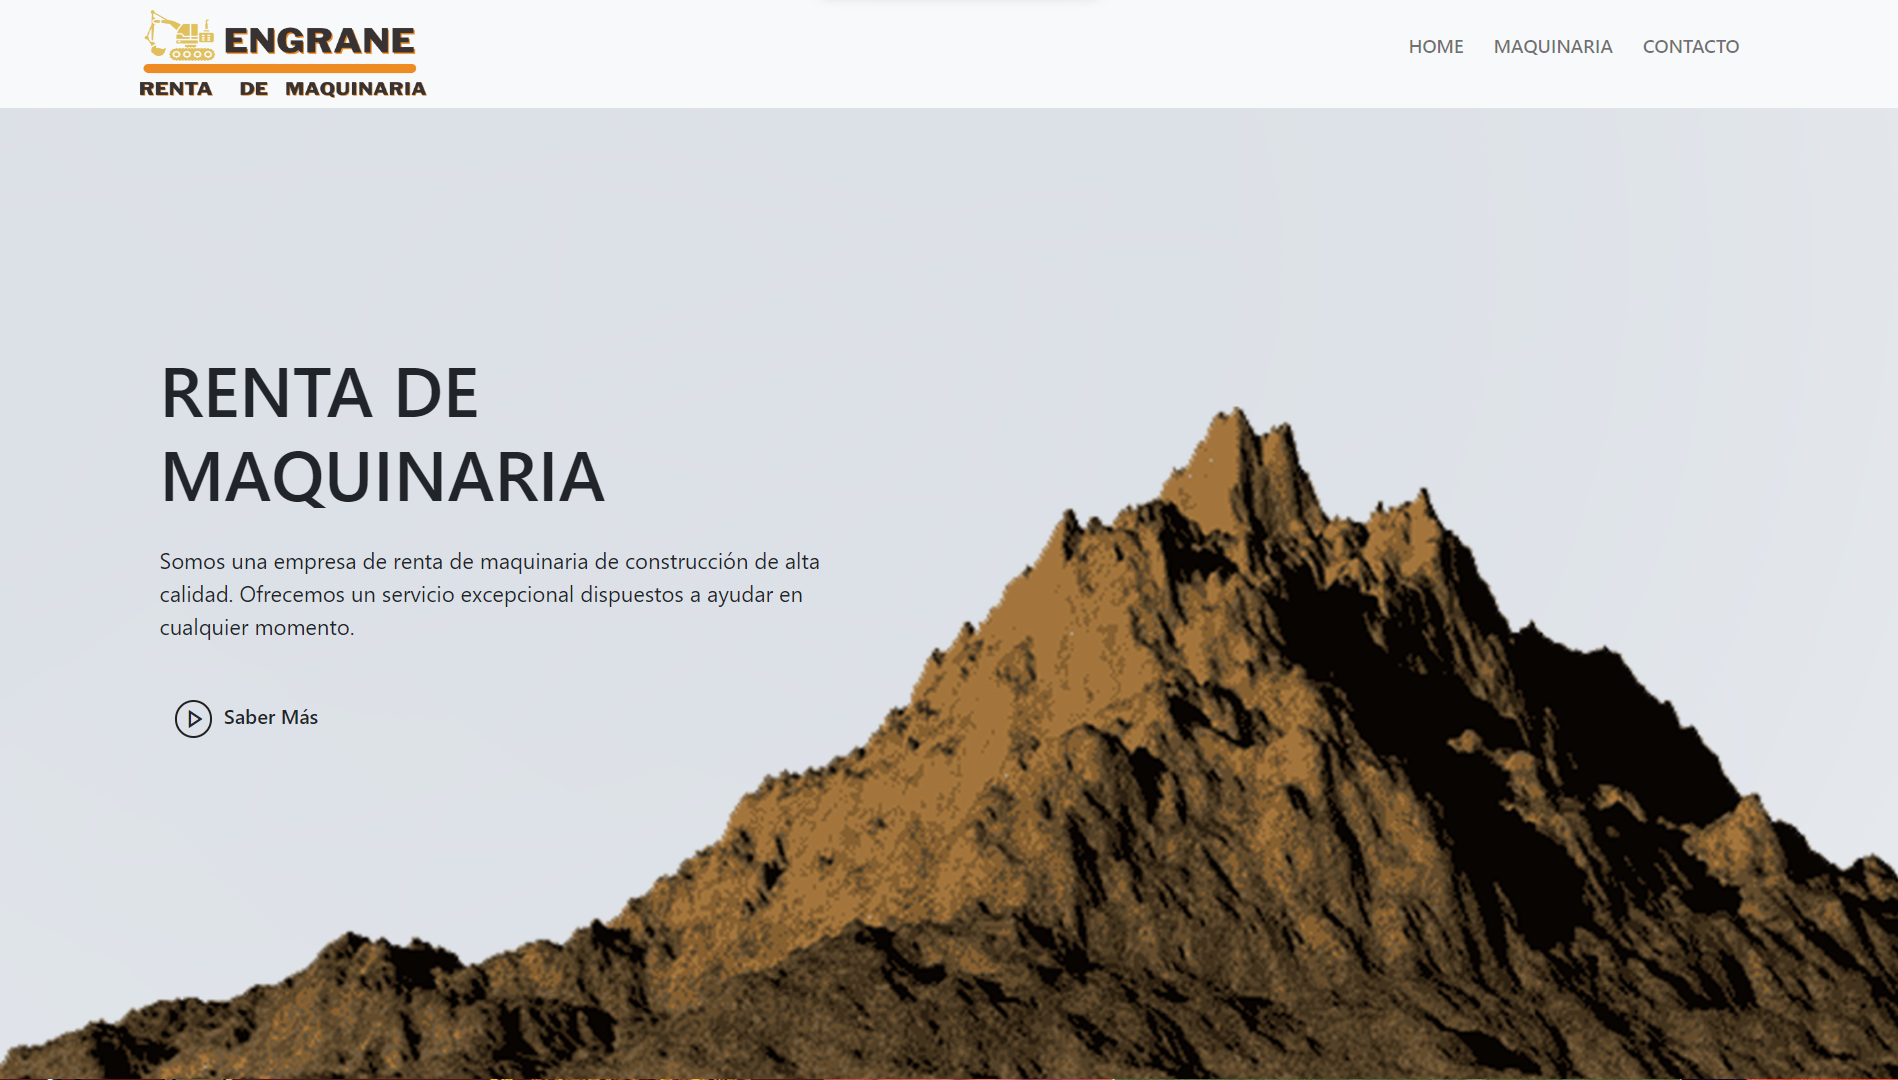 ENGRANE
RENTA DE MAQUINARIA
HOME MAQUINARIA CONTACTO
RENTA DE
MAQUINARIA
Somos una empresa de renta de maquinaria de construcción de alta
calidad. Ofrecemos un servicio excepcional dispuestos a ayudar en
cualquier momento.
Saber Más